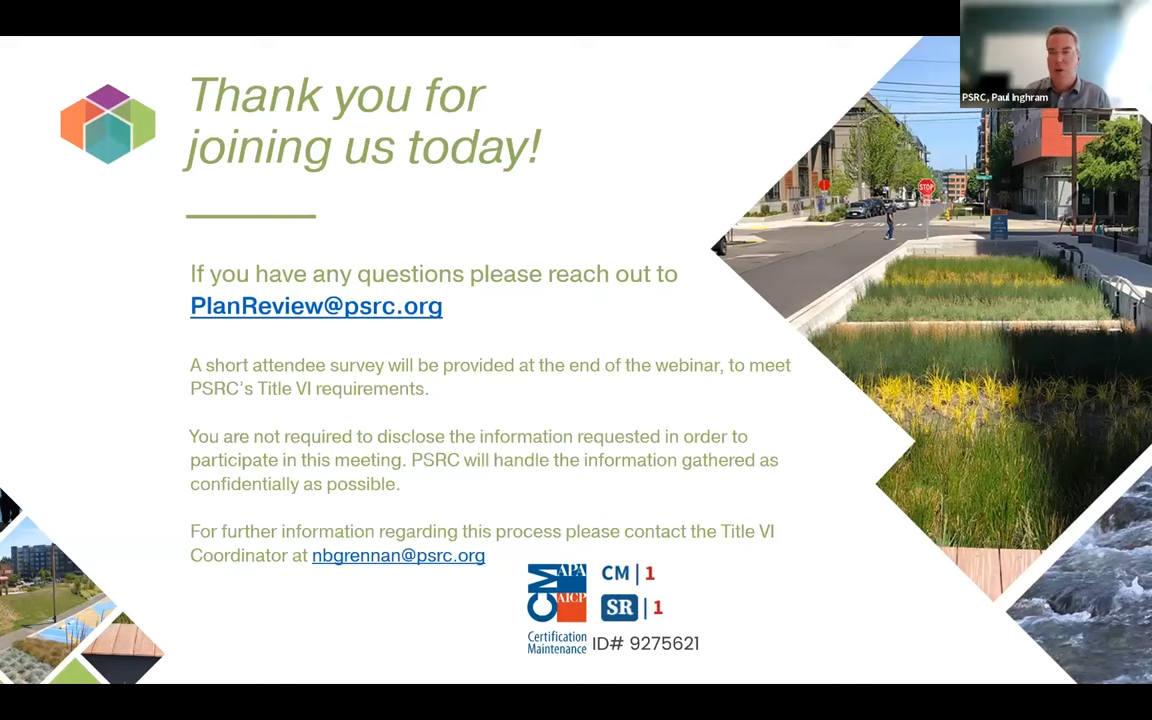 PSRC, Paul Inghram
Thank you for
joining us today!
STOP
If you have any questions please reach out to
PlanReview@psrc.org
A short attendee survey will be provided at the end of the webinar, to meet
PSRC's Title VI requirements.
You are not required to disclose the information requested in order to
participate in this meeting. PSRC will handle the information gathered as
confidentially as possible.
For further information regarding this process please contact the Title VI
Coordinator at nbgrennan@psrc.org
CM APA AICP
Certification
Maintenance
CM | 1
SR | 1
ID# 9275621